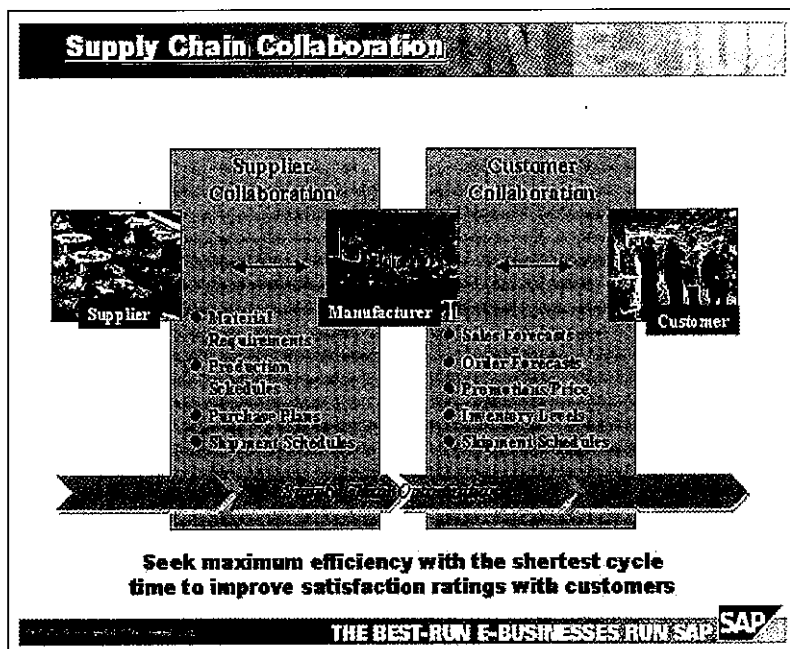 Supply Chain Collaboration
Supplier
Collaboration
Customer
Collaboration
Supplier
Manufacturer
Customer
Material
Requirements
Production
Schedules
Purchase Plans
Shipment Schedules
Sales Forecasts
Order Forecasts
Promotions/Price
Inventory Levels
Shipment Schedules
Seek maximum efficiency with the shortest cycle
time to improve satisfaction ratings with customers
THE BEST-RUN E-BUSINESSES RUN SAP
SAP